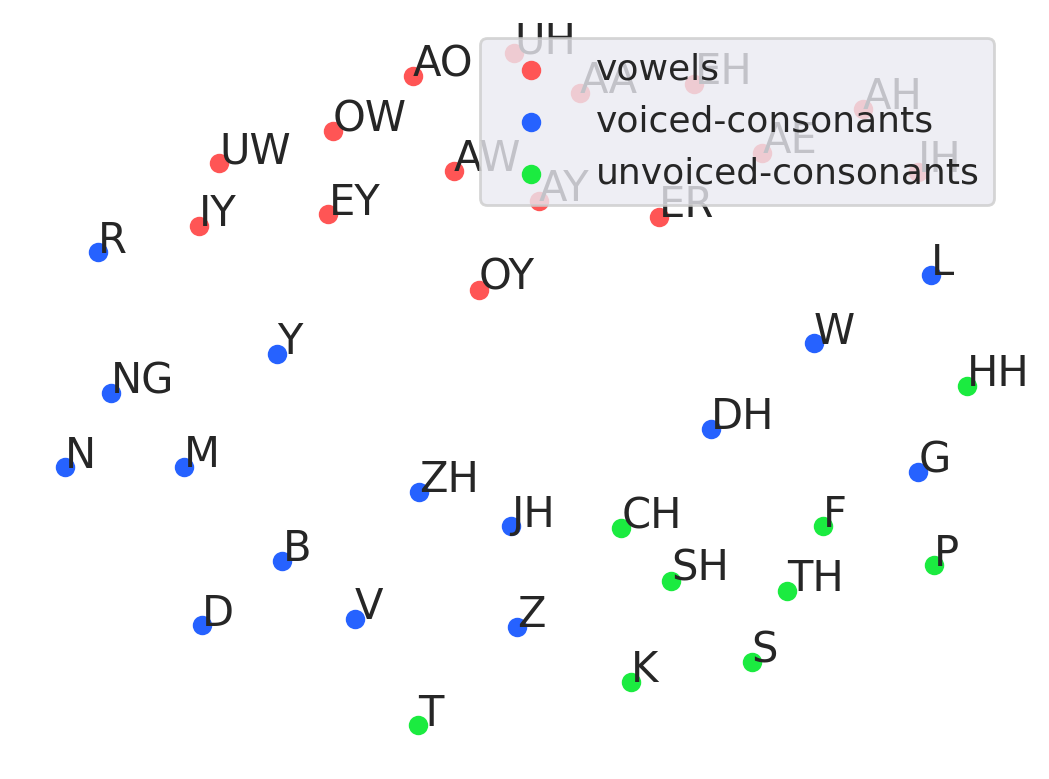 UH
AO
vowels
EH
AA
AH
OW
voiced-consonants
UW
AW
AE
IH
unvoiced-consonants
AY
IY
EY
ER
R
OY
L
Y
W
NG
HH
DH
N
M
ZH
G
JH
CH
F
B
SH
P
TH
D
V
Z
S
K
T